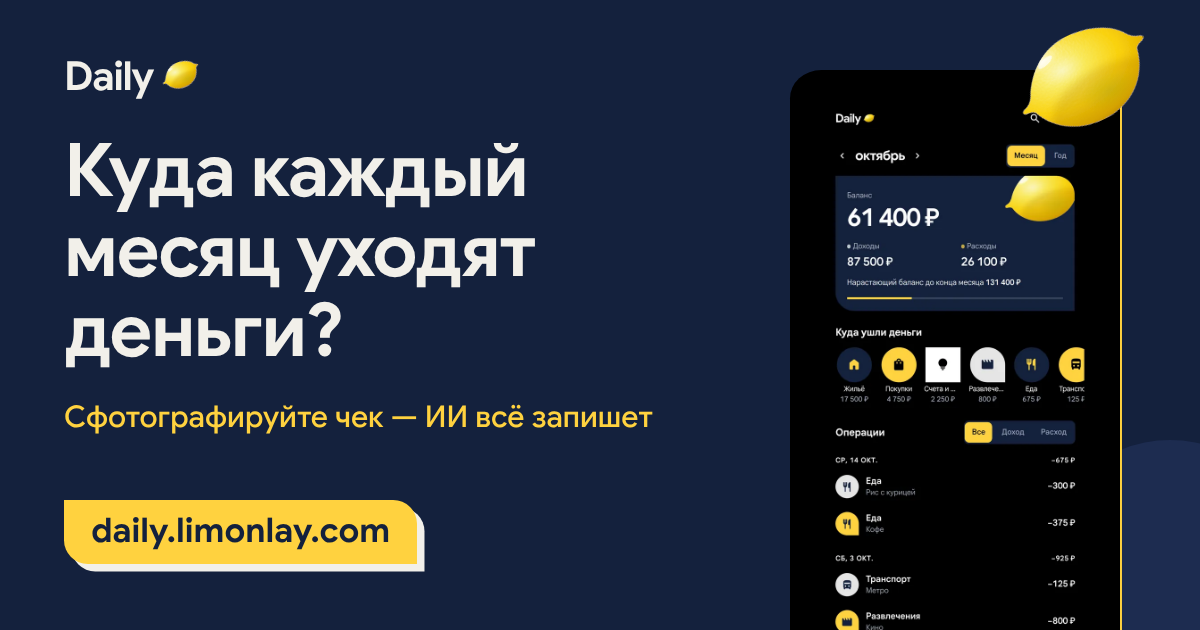 Daily
Куда каждый
месяц уходят
деньги?
Сфотографируйте чек — ИИ всё запишет
daily.limonlay.com
Daily
‹ октябрь ›
Месяц Год
Баланс
61 400 ₽
Доходы Расходы
87 500 ₽ 26 100 ₽
Нарастающий баланс до конца месяца 131 400 ₽
Куда ушли деньги
Жильё Покупки Счета и ... Развлече... Еда Трансп
17 500 ₽ 4 750 ₽ 2 250 ₽ 800 ₽ 675 ₽ 125 ₽
Операции Все Доход Расход
СР, 14 ОКТ. −675 ₽
Еда
Рис с курицей
−300 ₽
Еда
Кофе
−375 ₽
СБ, 3 ОКТ. −925 ₽
Транспорт
Метро
−125 ₽
Развлечения
Кино
−800 ₽